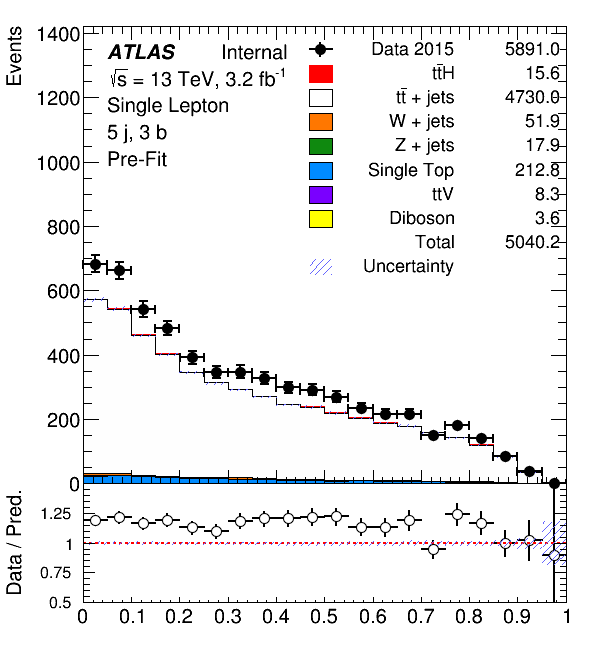 Events
1400
1200
1000
800
600
400
200
0
ATLAS Internal
√s = 13 TeV, 3.2 fb⁻¹
Single Lepton
5 j, 3 b
Pre-Fit
Data 2015 5891.0
tt̄H 15.6
tt̄ + jets 4730.0
W + jets 51.9
Z + jets 17.9
Single Top 212.8
ttV 8.3
Diboson 3.6
Total 5040.2
Uncertainty
Data / Pred.
1.25
1
0.75
0.5
0 0.1 0.2 0.3 0.4 0.5 0.6 0.7 0.8 0.9 1